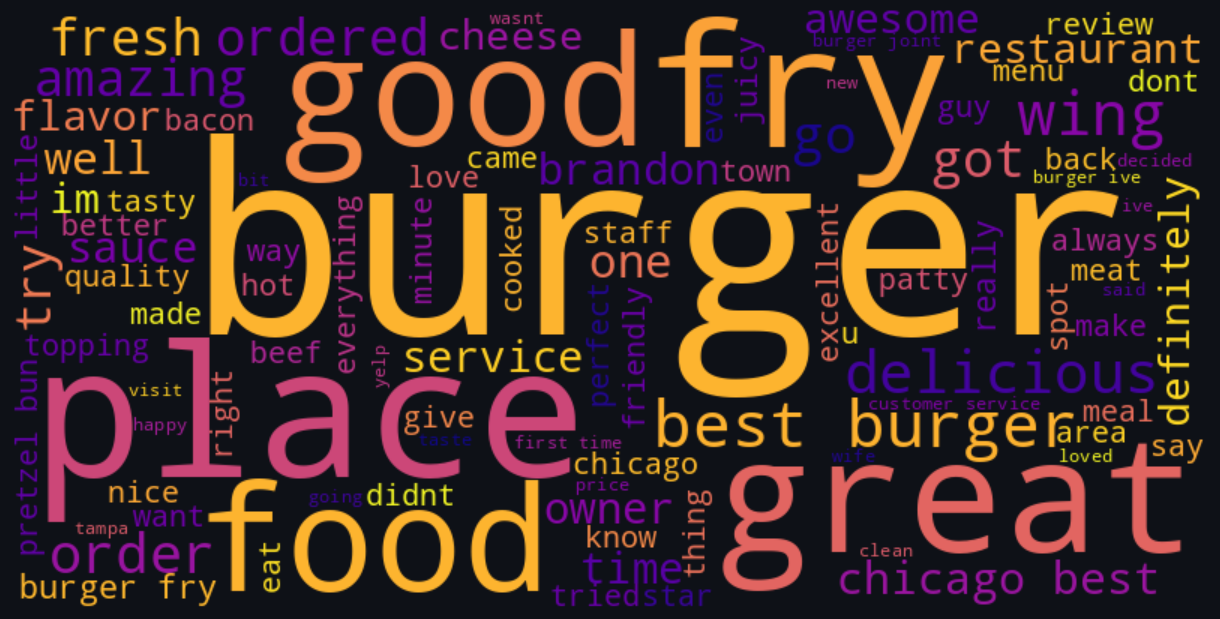 wasnt
awesome
review
fresh
ordered
cheese
burger joint
restaurant
good
fry
amazing
juicy
even
new
menu
dont
flavor
bacon
go
guy
wing
little
well
came
brandon
town
got
back
decided
love
bit
burger ive
im
tasty
burger
better
sauce
way
everything
minute
cooked
staff
one
excellent
really
ive
always
definitely
try
quality
hot
patty
meat
said
made
perfect
friendly
u
spot
make
topping
beef
yelp
service
delicious
pretzel bun
place
visit
right
happy
give
taste
first time
best
customer service
burger
meal
area
say
loved
chicago
wife
great
nice
going
didnt
price
want
food
owner
thing
tampa
know
order
eat
time
clean
burger fry
tried
star
chicago best